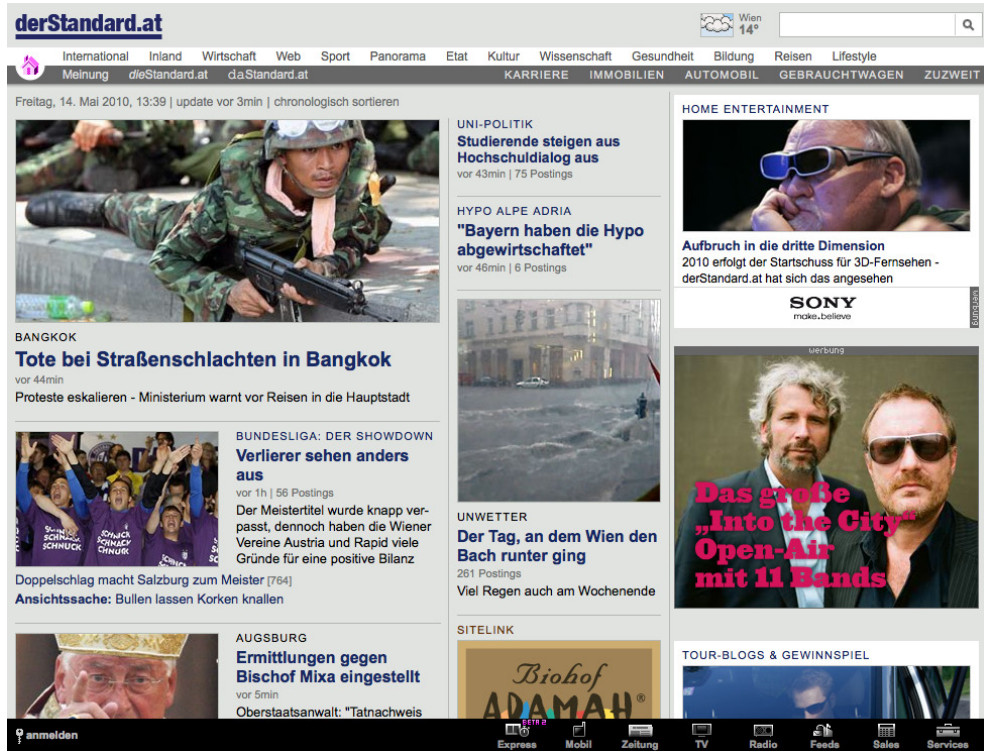 derStandard.at
Wien
14°
International Inland Wirtschaft Web Sport Panorama Etat Kultur Wissenschaft Gesundheit Bildung Reisen Lifestyle
Meinung dieStandard.at daStandard.at KARRIERE IMMOBILIEN AUTOMOBIL GEBRAUCHTWAGEN ZUZWEIT
Freitag, 14. Mai 2010, 13:39 | update vor 3min | chronologisch sortieren
BANGKOK
Tote bei Straßenschlachten in Bangkok
vor 44min
Proteste eskalieren - Ministerium warnt vor Reisen in die Hauptstadt
SCHNICK
SCHNACK
SCHNUCK
BUNDESLIGA: DER SHOWDOWN
Verlierer sehen anders
aus
vor 1h | 56 Postings
Der Meistertitel wurde knapp ver-
passt, dennoch haben die Wiener
Vereine Austria und Rapid viele
Gründe für eine positive Bilanz
Doppelschlag macht Salzburg zum Meister [764]
Ansichtssache: Bullen lassen Korken knallen
AUGSBURG
Ermittlungen gegen
Bischof Mixa eingestellt
vor 5min
Oberstaatsanwalt: "Tatnachweis
UNI-POLITIK
Studierende steigen aus
Hochschuldialog aus
vor 43min | 75 Postings
HYPO ALPE ADRIA
"Bayern haben die Hypo
abgewirtschaftet"
vor 46min | 6 Postings
UNWETTER
Der Tag, an dem Wien den
Bach runter ging
261 Postings
Viel Regen auch am Wochenende
SITELINK
Biohof
ADAMAH®
HOME ENTERTAINMENT
Aufbruch in die dritte Dimension
2010 erfolgt der Startschuss für 3D-Fernsehen -
derStandard.at hat sich das angesehen
SONY
make.believe
werbung
werbung
Das große
„Into the City“
Open-Air
mit 11 Bands
TOUR-BLOGS & GEWINNSPIEL
anmelden
BETA 2
Express Mobil Zeitung TV Radio Feeds Sales Services